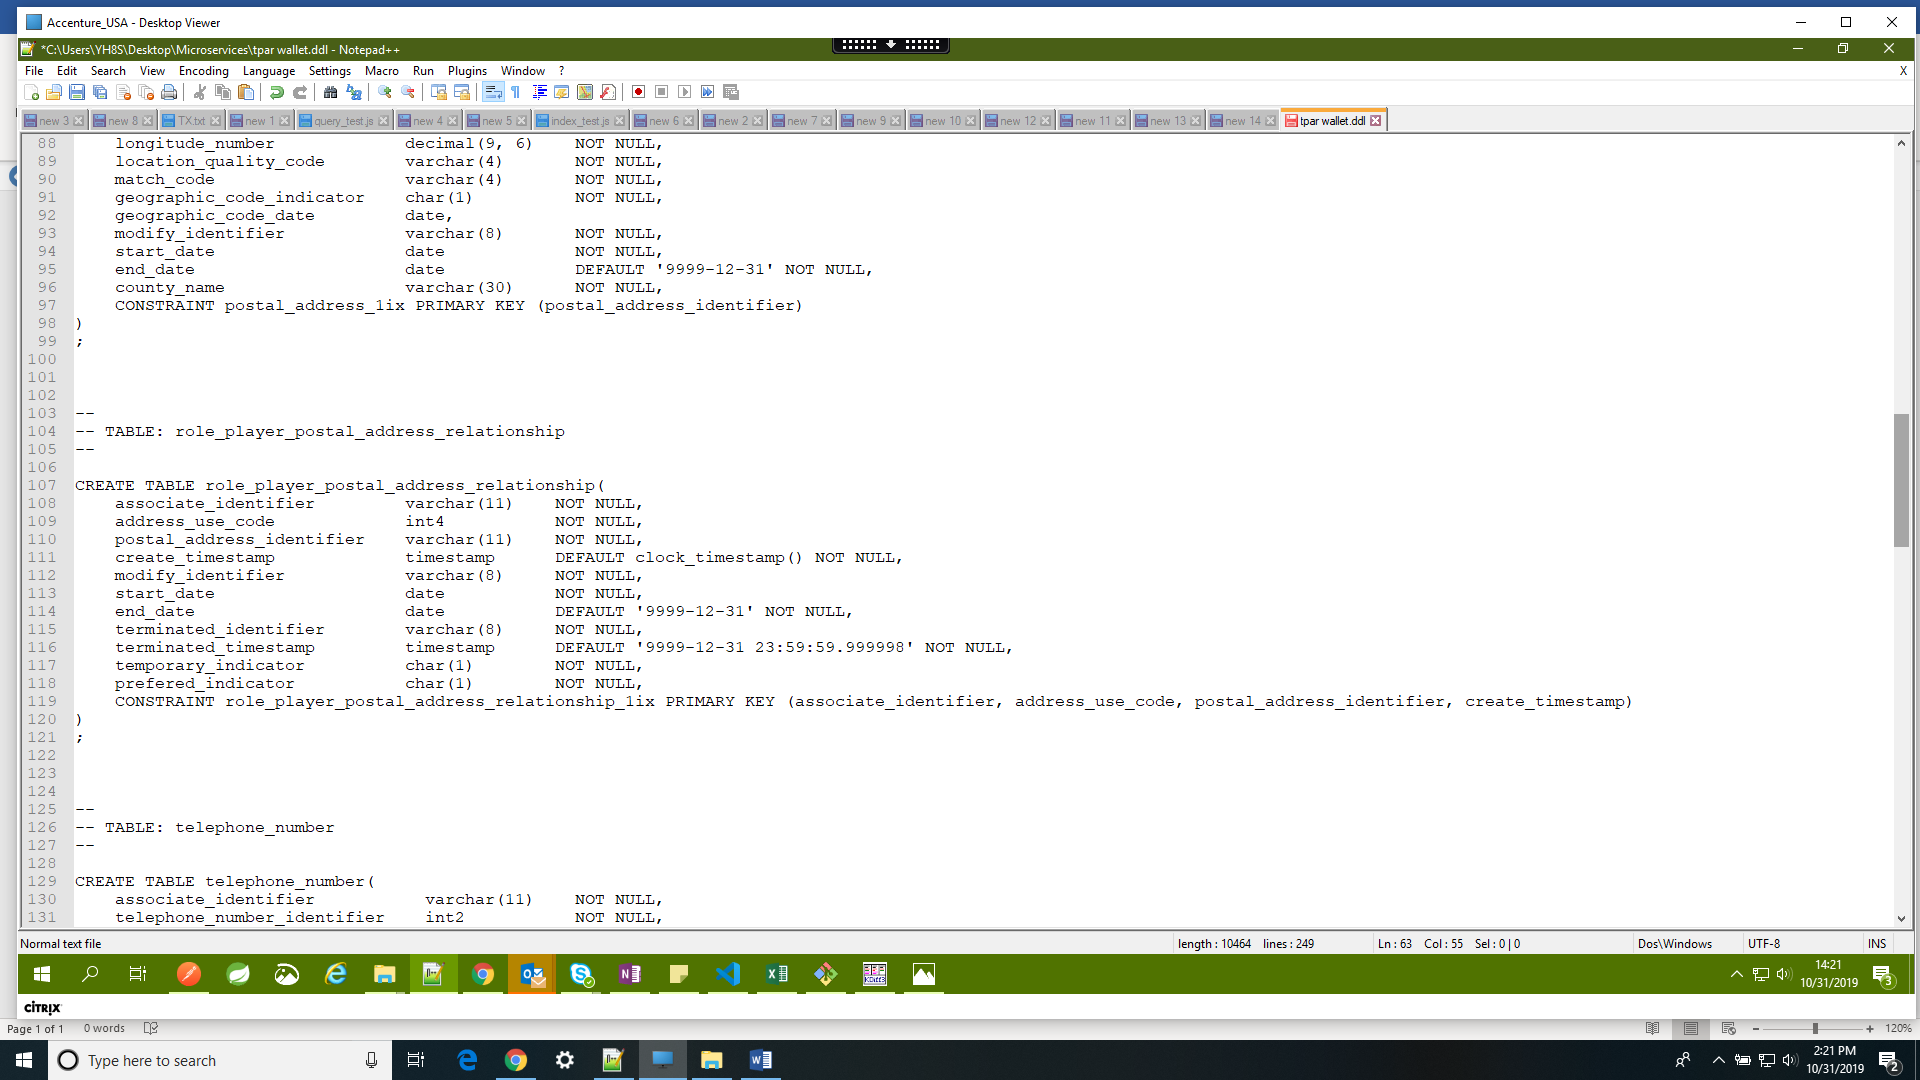 Accenture_USA - Desktop Viewer
*C:\Users\YH8S\Desktop\Microservices\tpar wallet.ddl - Notepad++
File Edit Search View Encoding Language Settings Macro Run Plugins Window ? X
new 3 new 8 TX.txt new 1 query_test.js new 4 new 5 index_test.js new 6 new 2 new 7 new 9 new 10 new 12 new 11 new 13 new 14 tpar wallet.ddl
88 longitude_number decimal(9, 6) NOT NULL,
89 location_quality_code varchar(4) NOT NULL,
90 match_code varchar(4) NOT NULL,
91 geographic_code_indicator char(1) NOT NULL,
92 geographic_code_date date,
93 modify_identifier varchar(8) NOT NULL,
94 start_date date NOT NULL,
95 end_date date DEFAULT '9999-12-31' NOT NULL,
96 county_name varchar(30) NOT NULL,
97 CONSTRAINT postal_address_1ix PRIMARY KEY (postal_address_identifier)
98 )
99 ;
100
101
102
103 --
104 -- TABLE: role_player_postal_address_relationship
105 --
106
107 CREATE TABLE role_player_postal_address_relationship(
108 associate_identifier varchar(11) NOT NULL,
109 address_use_code int4 NOT NULL,
110 postal_address_identifier varchar(11) NOT NULL,
111 create_timestamp timestamp DEFAULT clock_timestamp() NOT NULL,
112 modify_identifier varchar(8) NOT NULL,
113 start_date date NOT NULL,
114 end_date date DEFAULT '9999-12-31' NOT NULL,
115 terminated_identifier varchar(8) NOT NULL,
116 terminated_timestamp timestamp DEFAULT '9999-12-31 23:59:59.999998' NOT NULL,
117 temporary_indicator char(1) NOT NULL,
118 prefered_indicator char(1) NOT NULL,
119 CONSTRAINT role_player_postal_address_relationship_1ix PRIMARY KEY (associate_identifier, address_use_code, postal_address_identifier, create_timestamp)
120 )
121 ;
122
123
124
125 --
126 -- TABLE: telephone_number
127 --
128
129 CREATE TABLE telephone_number(
130 associate_identifier varchar(11) NOT NULL,
131 telephone_number_identifier int2 NOT NULL,
Normal text file length : 10464 lines : 249 Ln : 63 Col : 55 Sel : 0 | 0 Dos\Windows UTF-8 INS
14:21
10/31/2019
3
CİTRIX
Page 1 of 1 0 words 120%
Type here to search
2:21 PM
10/31/2019
2